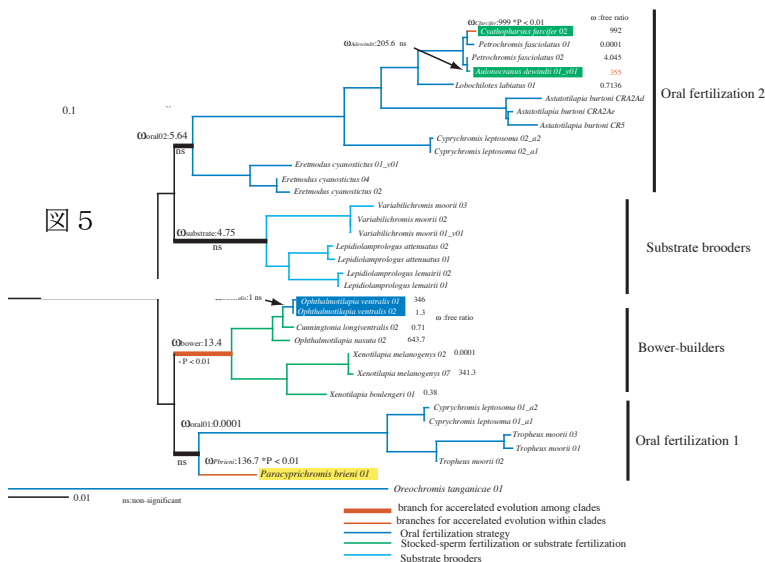 ωCfurcifer:999 *P < 0.01
ω :free ratio
Cyathopharynx furcifer 02 992
ωAdewindti:205.6 ns
Petrochromis fasciolatus 01 0.0001
Petrochromis fasciolatus 02 4.045
Aulonocranus dewindti 01_v01 355
Lobochilotes labiatus 01 0.7136
Oral fertilization 2
Astatotilapia burtoni CRA2Ad
0.1
Astatotilapia burtoni CRA2Ae
Astatotilapia burtoni CR5
ωoral02:5.64
ns
Cyprychromis leptosoma 02_a2
Cyprychromis leptosoma 02_a1
Eretmodus cyanostictus 01_v01
Eretmodus cyanostictus 04
Eretmodus cyanostictus 02
図 5
Variabilichromis moorii 03
Variabilichromis moorii 02
Variabilichromis moorii 01_v01
ωsubstrate:4.75
ns
Lepidiolamprologus attenuatus 02
Lepidiolamprologus attenuatus 01
Substrate brooders
Lepidiolamprologus lemairii 02
Lepidiolamprologus lemairii 01
:1 ns
Ophthalmotilapia ventralis 01 346
Ophthalmotilapia ventralis 02 1.3
ω :free ratio
Cunningtonia longiventralis 02 0.71
Ophthalmotilapia nasuta 02 643.7
ωbower:13.4
- P < 0.01
Xenotilapia melanogenys 02 0.0001
Bower-builders
Xenotilapia melanogenys 07 341.3
Xenotilapia boulengeri 01 0.38
ωoral01:0.0001
ns
Cyprychromis leptosoma 01_a2
Cyprychromis leptosoma 01_a1
Tropheus moorii 03
Tropheus moorii 01
Tropheus moorii 02
Oral fertilization 1
ωPbrieni:136.7 *P < 0.01
Paracyprichromis brieni 01
Oreochromis tanganicae 01
0.01
ns:non-significant
branch for accerelated evolution among clades
branches for accerelated evolution within clades
Oral fertilization strategy
Stocked-sperm fertilization or substrate fertilization
Substrate brooders